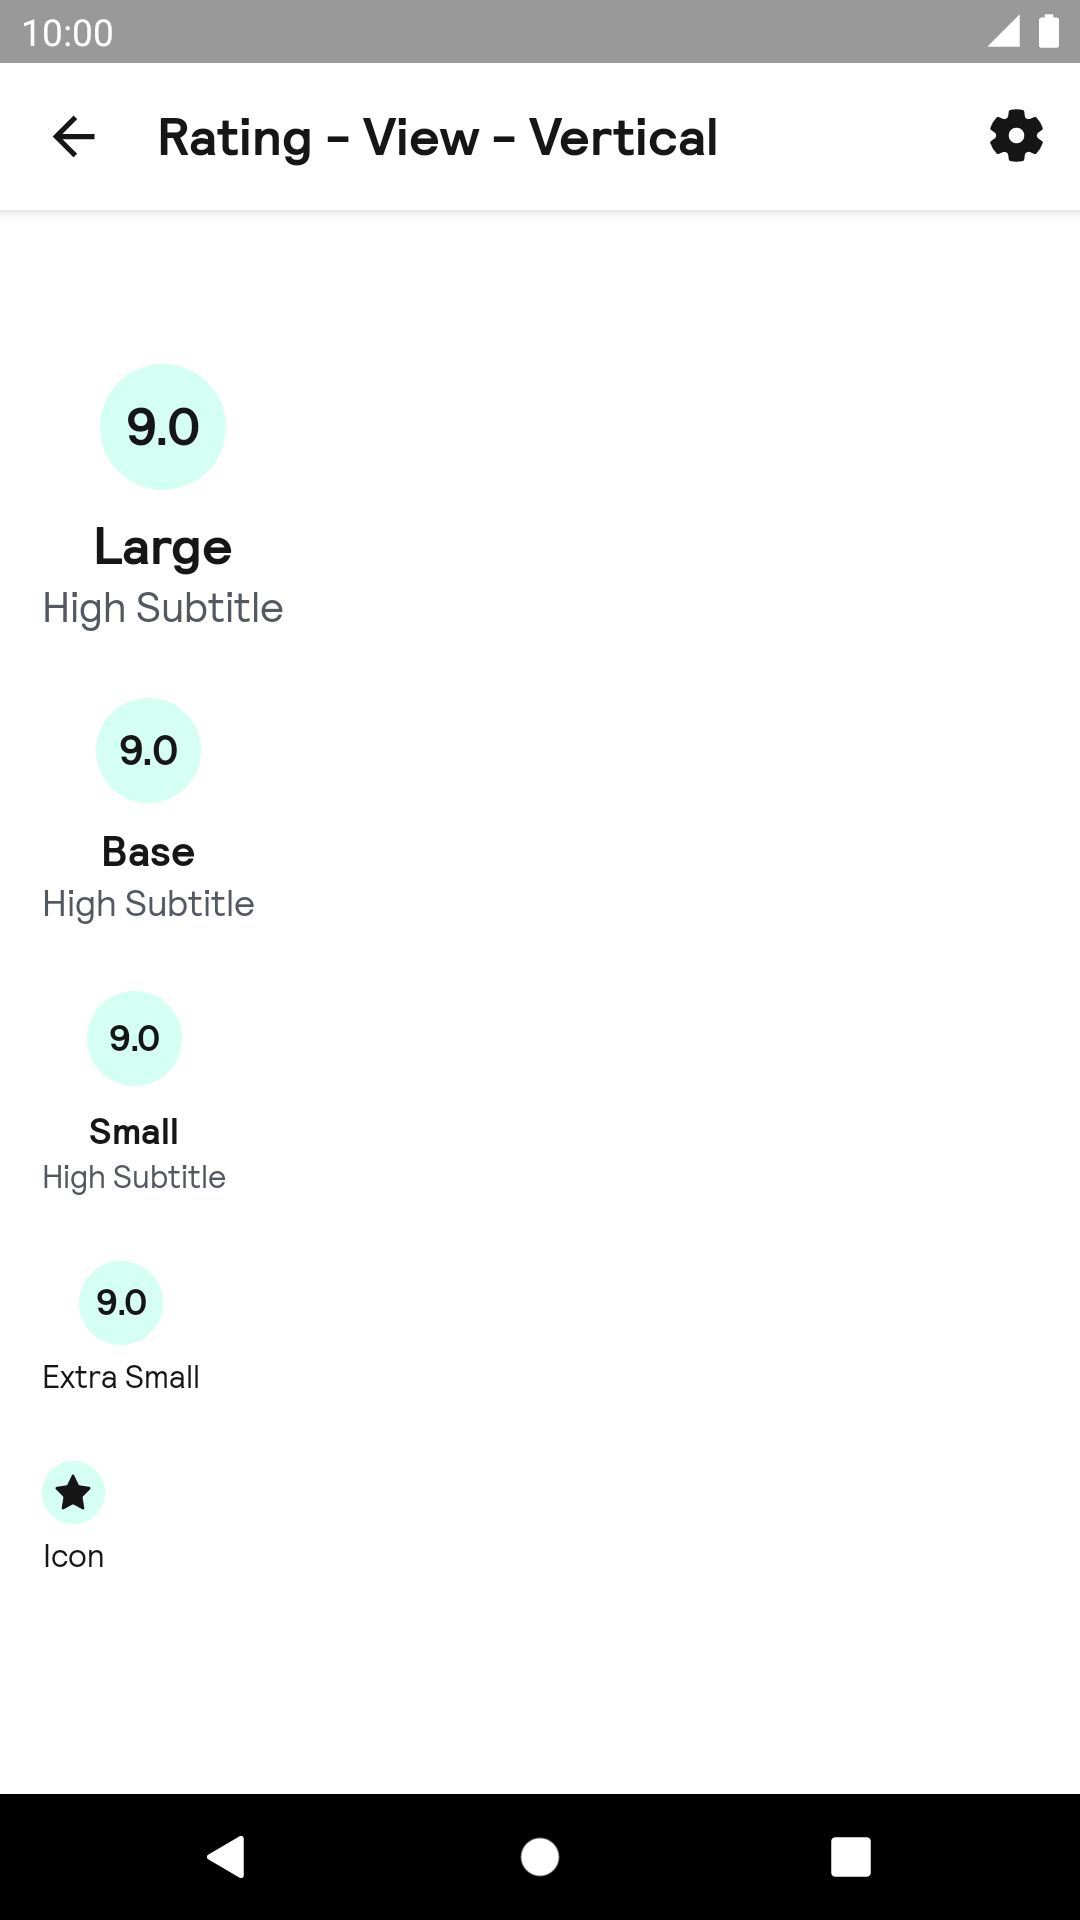 10:00
Rating - View - Vertical
9.0
Large
High Subtitle
9.0
Base
High Subtitle
9.0
Small
High Subtitle
9.0
Extra Small
Icon